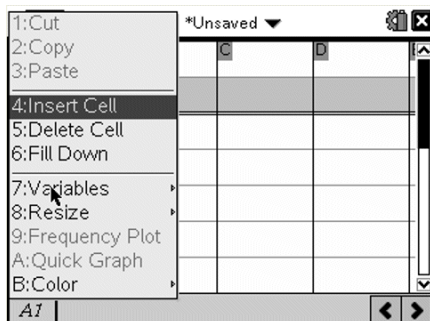 *Unsaved
1:Cut
2:Copy
3:Paste
4:Insert Cell
5:Delete Cell
6:Fill Down
7:Variables
8:Resize
9:Frequency Plot
A:Quick Graph
B:Color
C D
A1